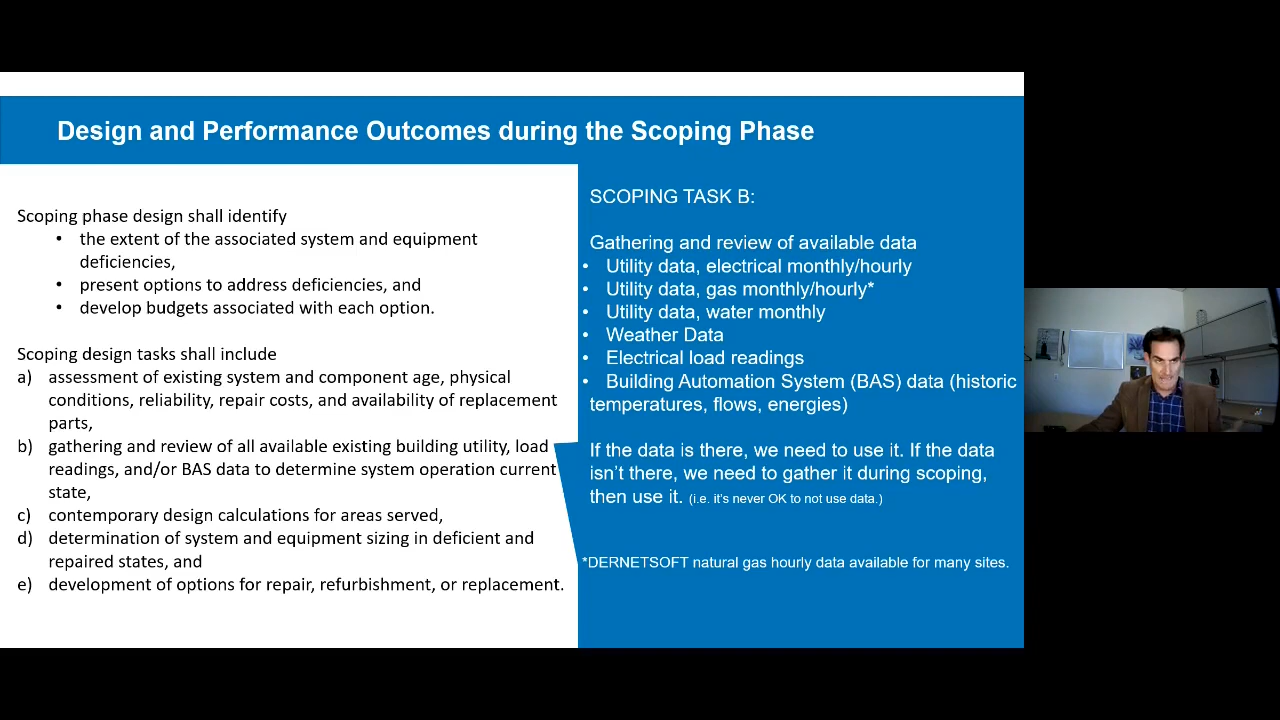 Design and Performance Outcomes during the Scoping Phase
Scoping phase design shall identify
• the extent of the associated system and equipment
deficiencies,
• present options to address deficiencies, and
• develop budgets associated with each option.
Scoping design tasks shall include
a) assessment of existing system and component age, physical
conditions, reliability, repair costs, and availability of replacement
parts,
b) gathering and review of all available existing building utility, load
readings, and/or BAS data to determine system operation current
state,
c) contemporary design calculations for areas served,
d) determination of system and equipment sizing in deficient and
repaired states, and
e) development of options for repair, refurbishment, or replacement.
SCOPING TASK B:
Gathering and review of available data
• Utility data, electrical monthly/hourly
• Utility data, gas monthly/hourly*
• Utility data, water monthly
• Weather Data
• Electrical load readings
• Building Automation System (BAS) data (historic
temperatures, flows, energies)
If the data is there, we need to use it. If the data
isn't there, we need to gather it during scoping,
then use it. (i.e. it's never OK to not use data.)
*DERNETSOFT natural gas hourly data available for many sites.